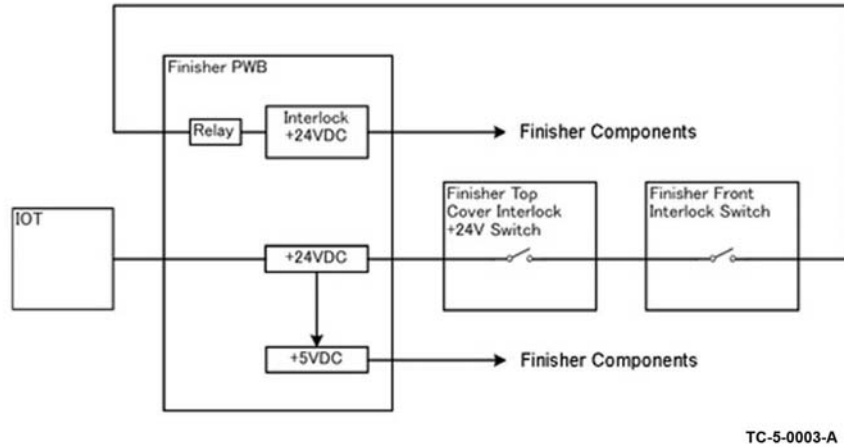 Finisher PWB
Relay
Interlock
+24VDC
Finisher Components
IOT
+24VDC
Finisher Top
Cover Interlock
+24V Switch
Finisher Front
Interlock Switch
+5VDC
Finisher Components
TC-5-0003-A